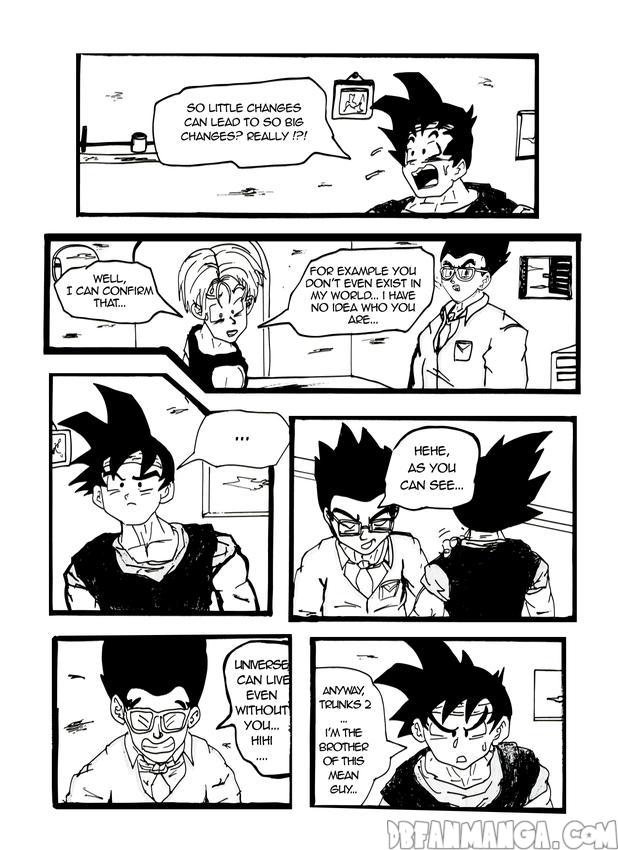 SO LITTLE CHANGES
CAN LEAD TO SO BIG
CHANGES? REALLY !?!
WELL,
I CAN CONFIRM
THAT...
FOR EXAMPLE YOU
DON'T EVEN EXIST IN
MY WORLD... I HAVE
NO IDEA WHO YOU
ARE...
...
HEHE,
AS YOU
CAN SEE...
UNIVERSE
CAN LIVE
EVEN
WITHOUT
YOU... HIHI
....
ANYWAY,
TRUNKS 2
...
I'M THE
BROTHER
OF THIS
MEAN
GUY...
DBFANMANGA.COM